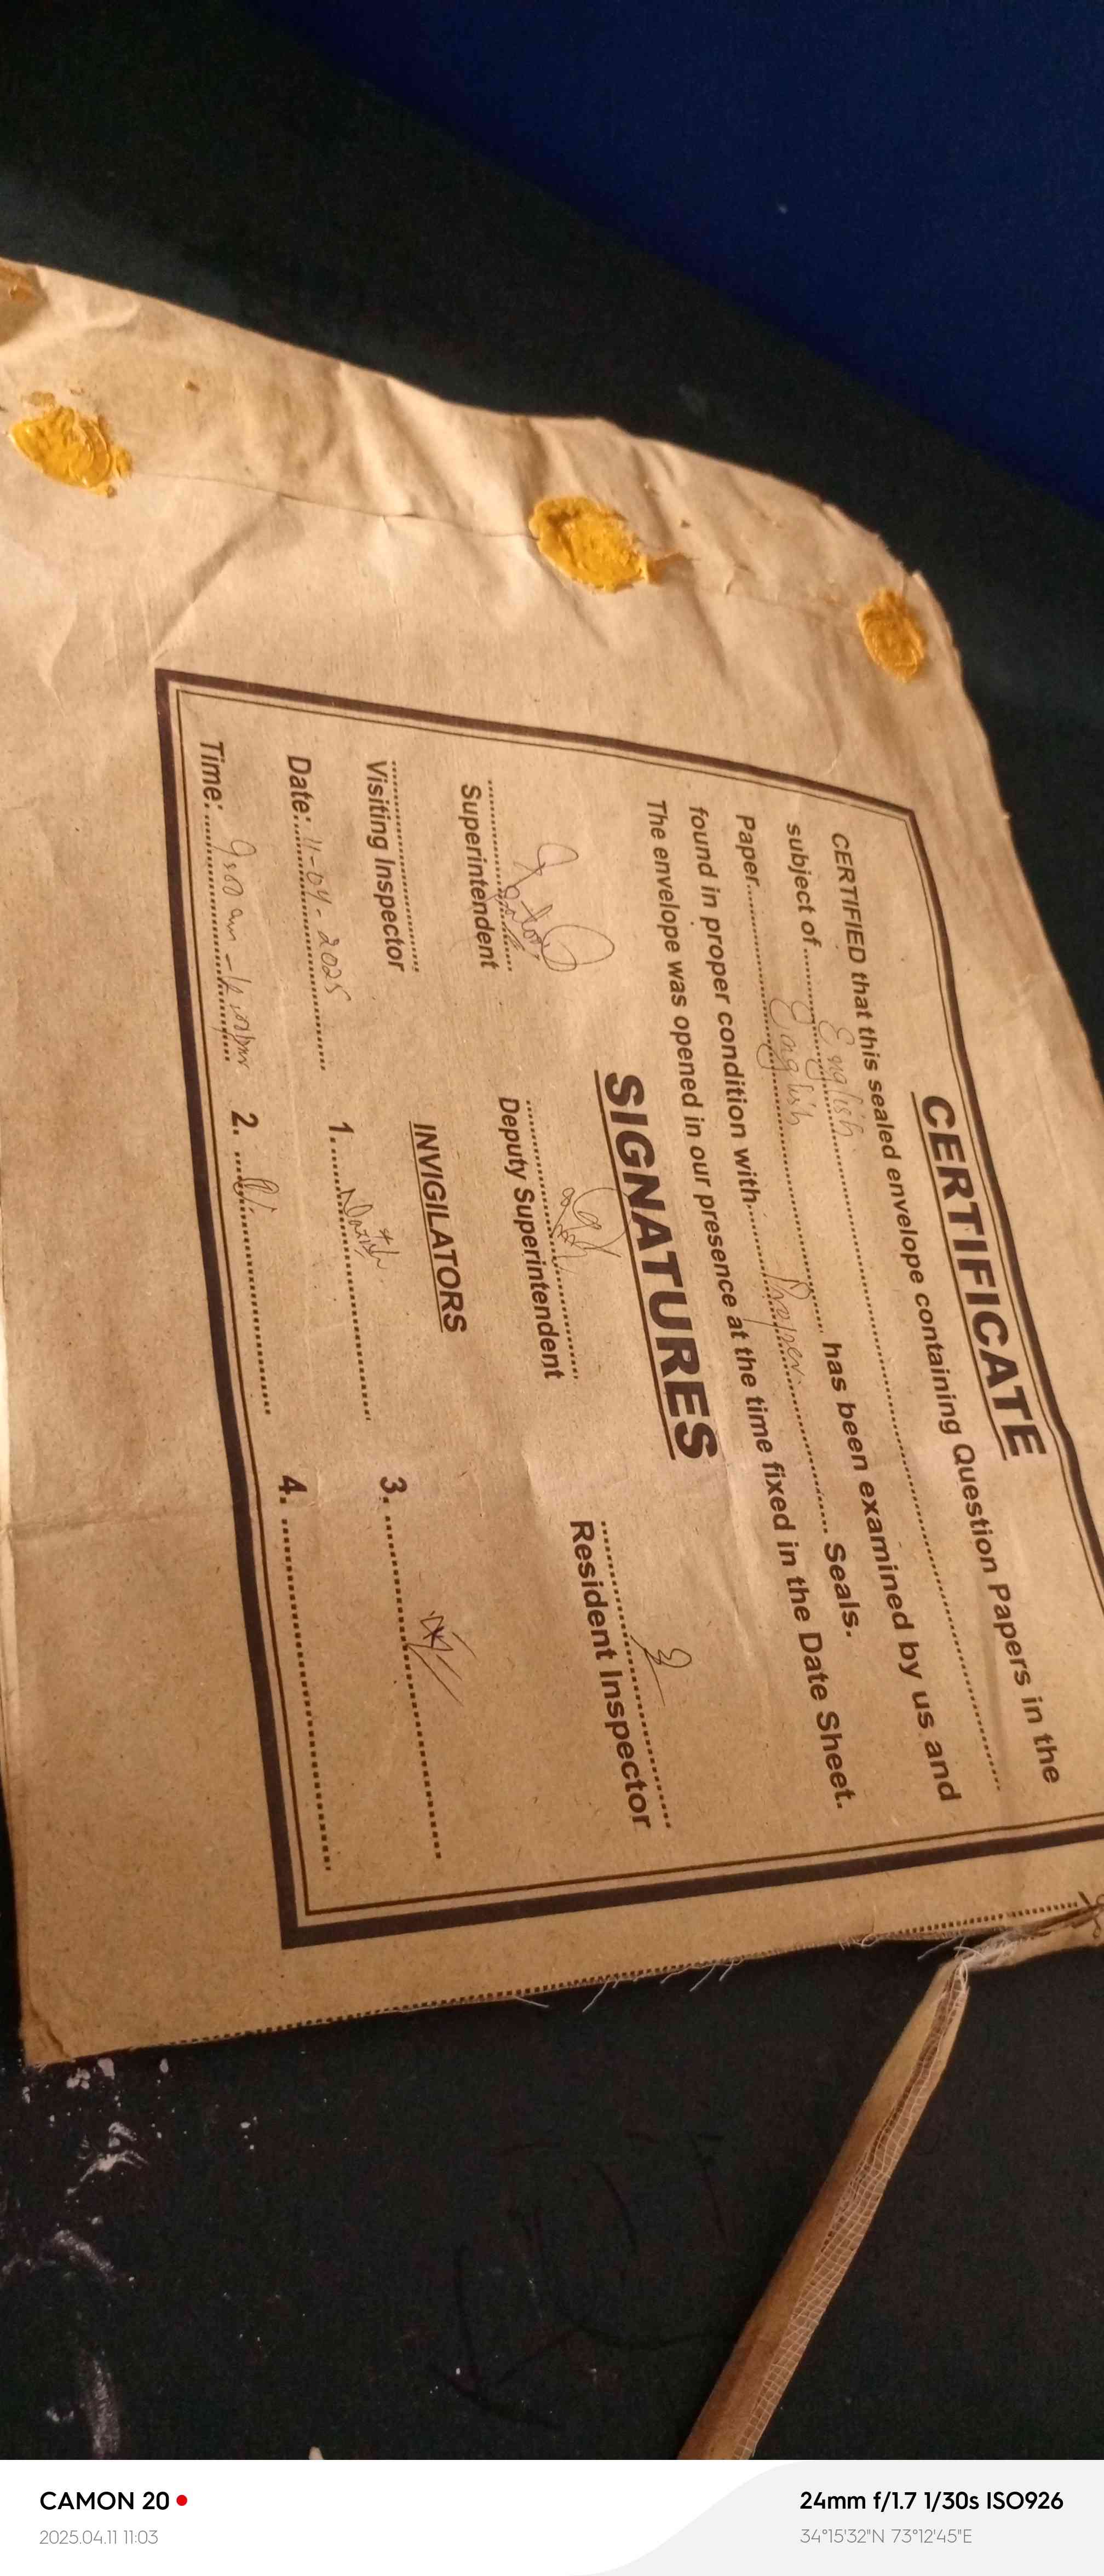 CERTIFICATE
CERTIFIED that this sealed envelope containing Question Papers in the
subject of............English............
Paper............English............ has been examined by us and
found in proper condition with............Proper............ Seals.
The envelope was opened in our presence at the time fixed in the Date Sheet.
SIGNATURES
Superintendent Deputy Superintendent Resident Inspector
Visiting Inspector
INVIGILATORS
Date: 11-04-2025 1. 3.
Time: 9:00 am - 2. 4.
CAMON 20
2025.04.11 11:03
24mm f/1.7 1/30s ISO926
34°15'32"N 73°12'45"E